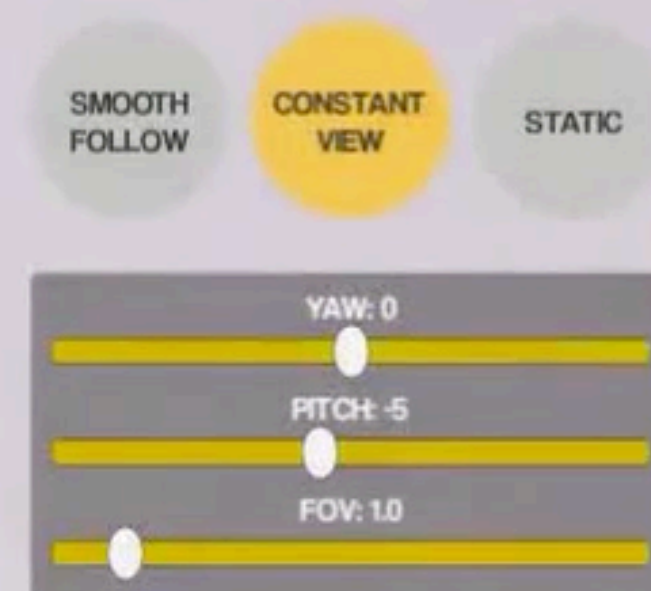 SMOOTH
FOLLOW
CONSTANT
VIEW
STATIC
YAW: 0
PITCH: -5
FOV: 1.0